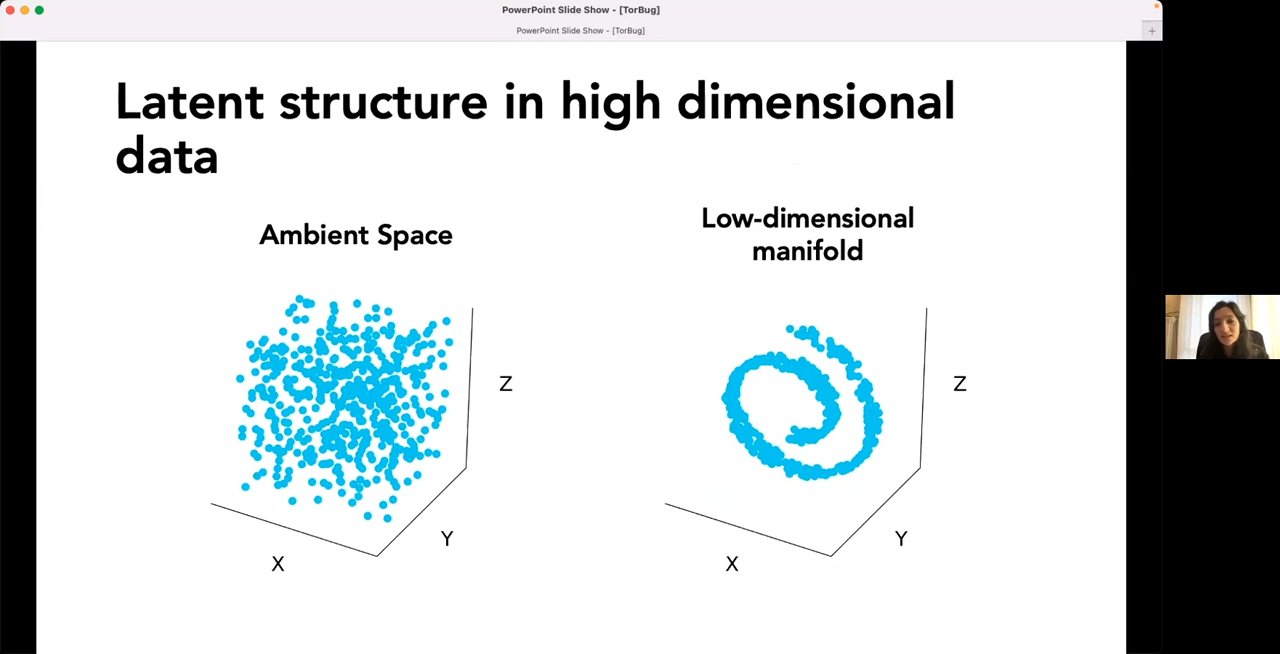 PowerPoint Slide Show - [TorBug]
PowerPoint Slide Show - [TorBug]
Latent structure in high dimensional
data
Ambient Space
Low-dimensional
manifold
Z
Y
X
Z
Y
X